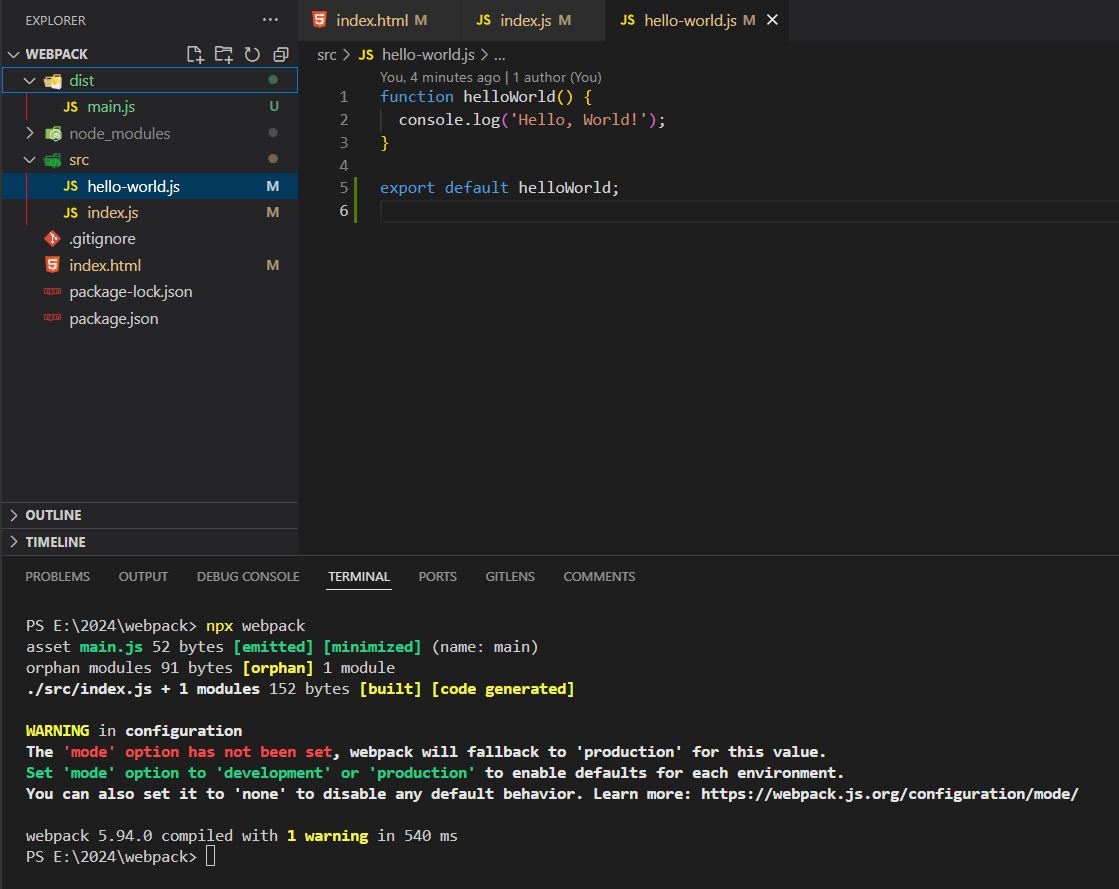 EXPLORER ...
index.html M
JS index.js M
JS hello-world.js M
WEBPACK
src > JS hello-world.js > ...
dist
You, 4 minutes ago | 1 author (You)
JS main.js U
node_modules
src
JS hello-world.js M
JS index.js M
.gitignore
index.html M
package-lock.json
package.json
1 function helloWorld() {
2 console.log('Hello, World!');
3 }
4
5 export default helloWorld;
6
OUTLINE
TIMELINE
PROBLEMS OUTPUT DEBUG CONSOLE TERMINAL PORTS GITLENS COMMENTS
PS E:\2024\webpack> npx webpack
asset main.js 52 bytes [emitted] [minimized] (name: main)
orphan modules 91 bytes [orphan] 1 module
./src/index.js + 1 modules 152 bytes [built] [code generated]
WARNING in configuration
The 'mode' option has not been set, webpack will fallback to 'production' for this value.
Set 'mode' option to 'development' or 'production' to enable defaults for each environment.
You can also set it to 'none' to disable any default behavior. Learn more: https://webpack.js.org/configuration/mode/
webpack 5.94.0 compiled with 1 warning in 540 ms
PS E:\2024\webpack>